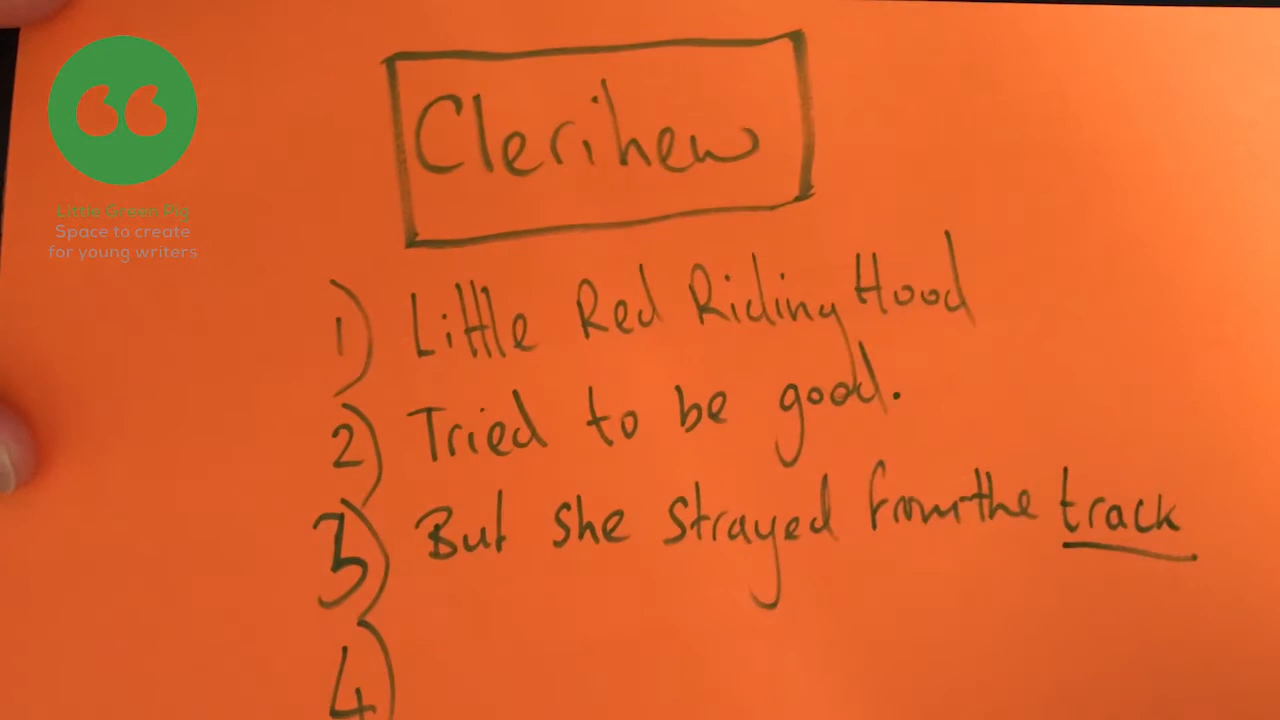 Little Green Pig
Space to create
for young writers
Clerihew
1) Little Red Riding Hood
2) Tried to be good.
3) But she strayed from the track
4)